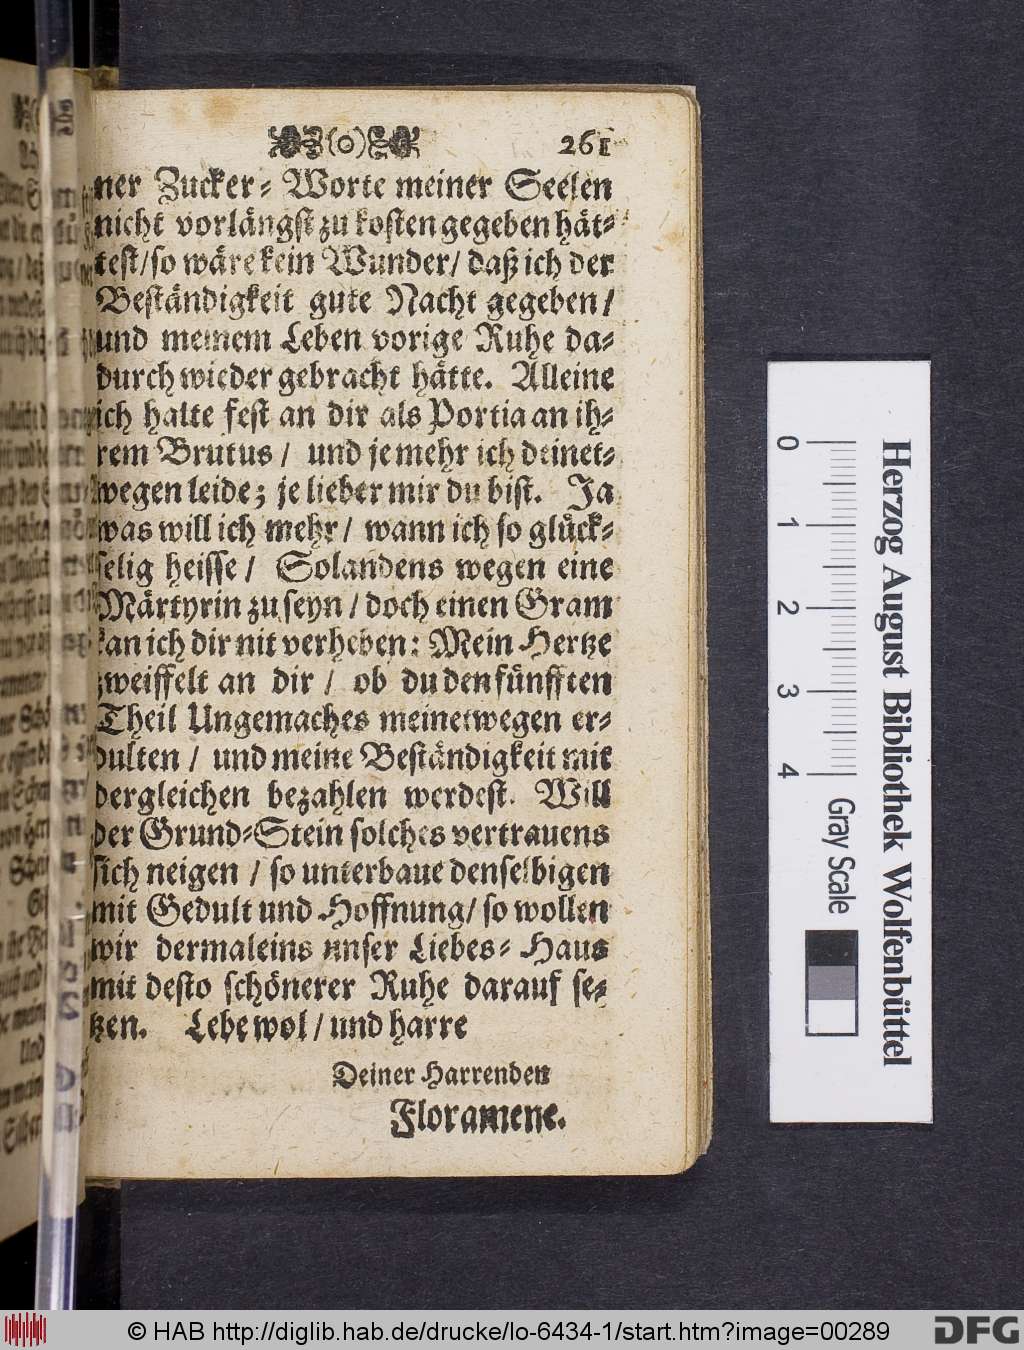 261
ner Zucker- Worte meiner Seelen
nicht vorlängst zu kosten gegeben hät-
test/ so wäre kein Wunder/ daß ich der
Beständigkeit gute Nacht gegeben /
und meinem Leben vorige Ruhe da-
durch wieder gebracht hätte. Alleine
ich halte fest an dir als Portia an ih-
rem Brutus / und je mehr ich deinet-
wegen leide; je lieber mir du bist. Ja
was will ich mehr / wann ich so glück-
selig heisse / Solandens wegen eine
Märtyrin zu seyn / doch einen Gram
kan ich dir nit verheben: Mein Hertze
zweiffelt an dir / ob du den fünfften
Theil Ungemaches meinetwegen er-
dulten / und meine Beständigkeit mit
dergleichen bezahlen werdest. Will
der Grund-Stein solches vertrauens
sich neigen / so unterbaue denselbigen
mit Gedult und Hoffnung/ so wollen
wir dermaleins unser Liebes- Haus
mit desto schönerer Ruhe darauf se-
tzen. Lebe wol / und harre
Deiner Harrenden
Floramene.
0 1 2 3 4 Gray Scale
Herzog August Bibliothek Wolfenbüttel
© HAB http://diglib.hab.de/drucke/lo-6434-1/start.htm?image=00289
DFG